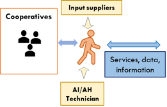 Cooperatives
Input suppliers
Services, data,
information
AI/AH
Technician